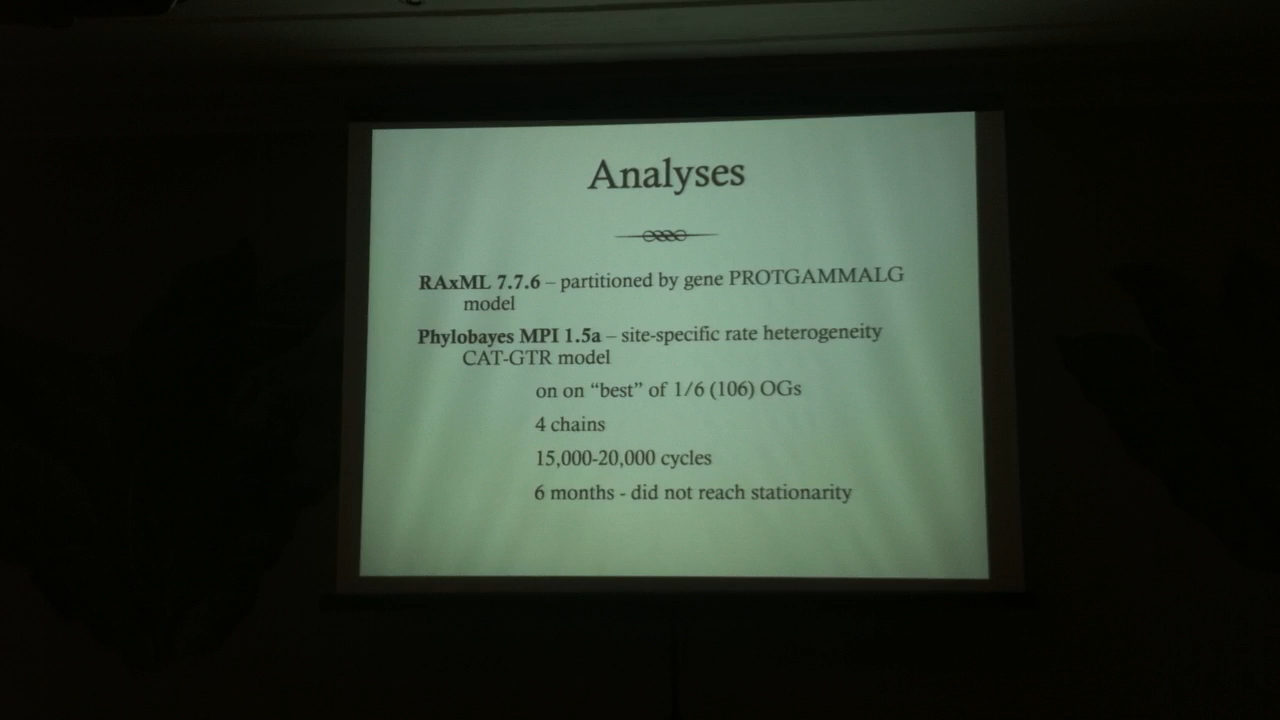 Analyses
RAxML 7.7.6 – partitioned by gene PROTGAMMALG
model
Phylobayes MPI 1.5a – site-specific rate heterogeneity
CAT-GTR model
on on “best” of 1/6 (106) OGs
4 chains
15,000-20,000 cycles
6 months - did not reach stationarity